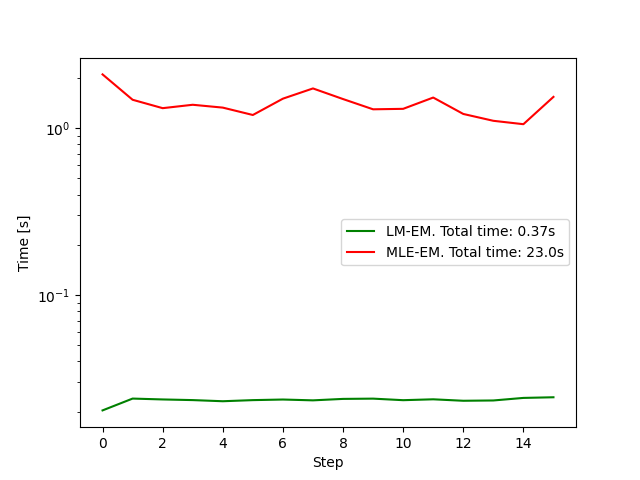 10⁰
10⁻¹
Time [s]
LM-EM. Total time: 0.37s
MLE-EM. Total time: 23.0s
0 2 4 6 8 10 12 14
Step